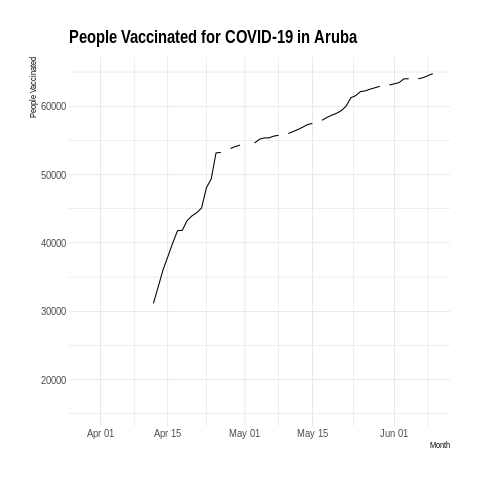 People Vaccinated for COVID-19 in Aruba
People Vaccinated
60000
50000
40000
30000
20000
Apr 01 Apr 15 May 01 May 15 Jun 01
Month